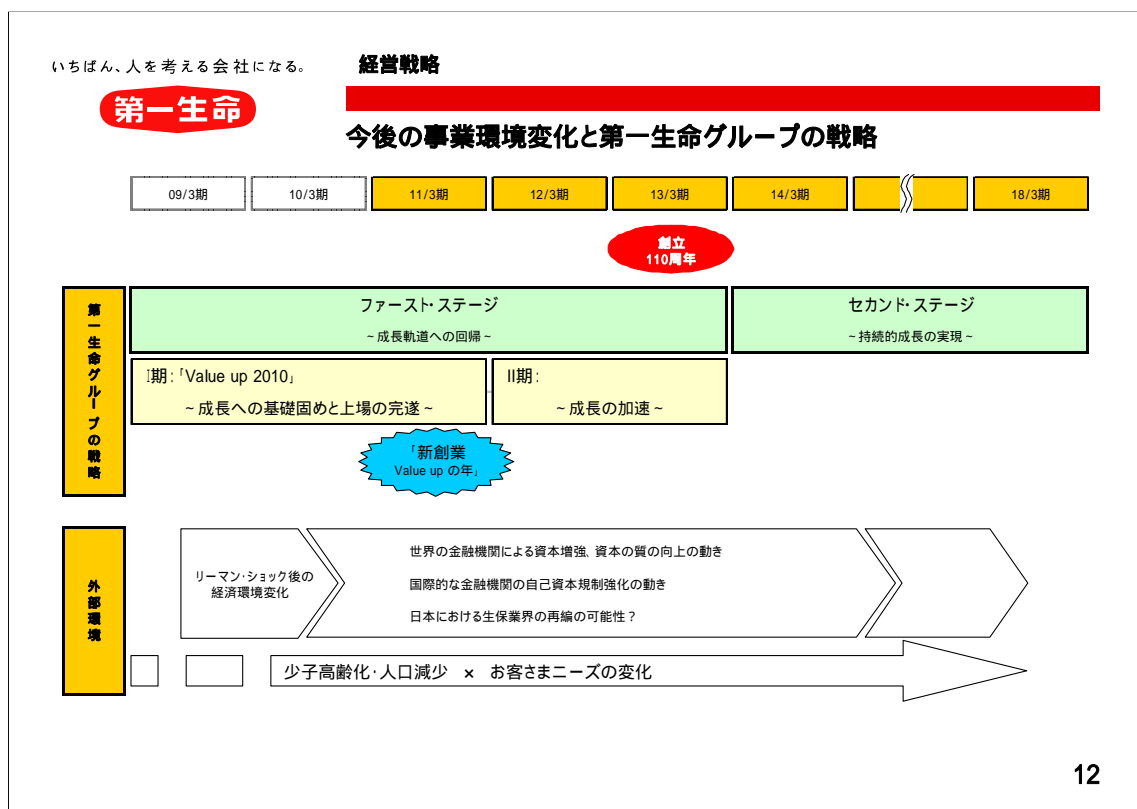 いちばん、人を考える会社になる。
第一生命
経営戦略
今後の事業環境変化と第一生命グループの戦略
09/3期
10/3期
11/3期
12/3期
13/3期
14/3期
18/3期
創立
110周年
第一生命グループの戦略
ファースト・ステージ
~成長軌道への回帰~
セカンド・ステージ
~持続的成長の実現~
I期:「Value up 2010」
~成長への基礎固めと上場の完遂~
II期:
~成長の加速~
「新創業
Value up の年」
外部環境
リーマン・ショック後の
経済環境変化
世界の金融機関による資本増強、資本の質の向上の動き
国際的な金融機関の自己資本規制強化の動き
日本における生保業界の再編の可能性?
少子高齢化・人口減少 × お客さまニーズの変化
12